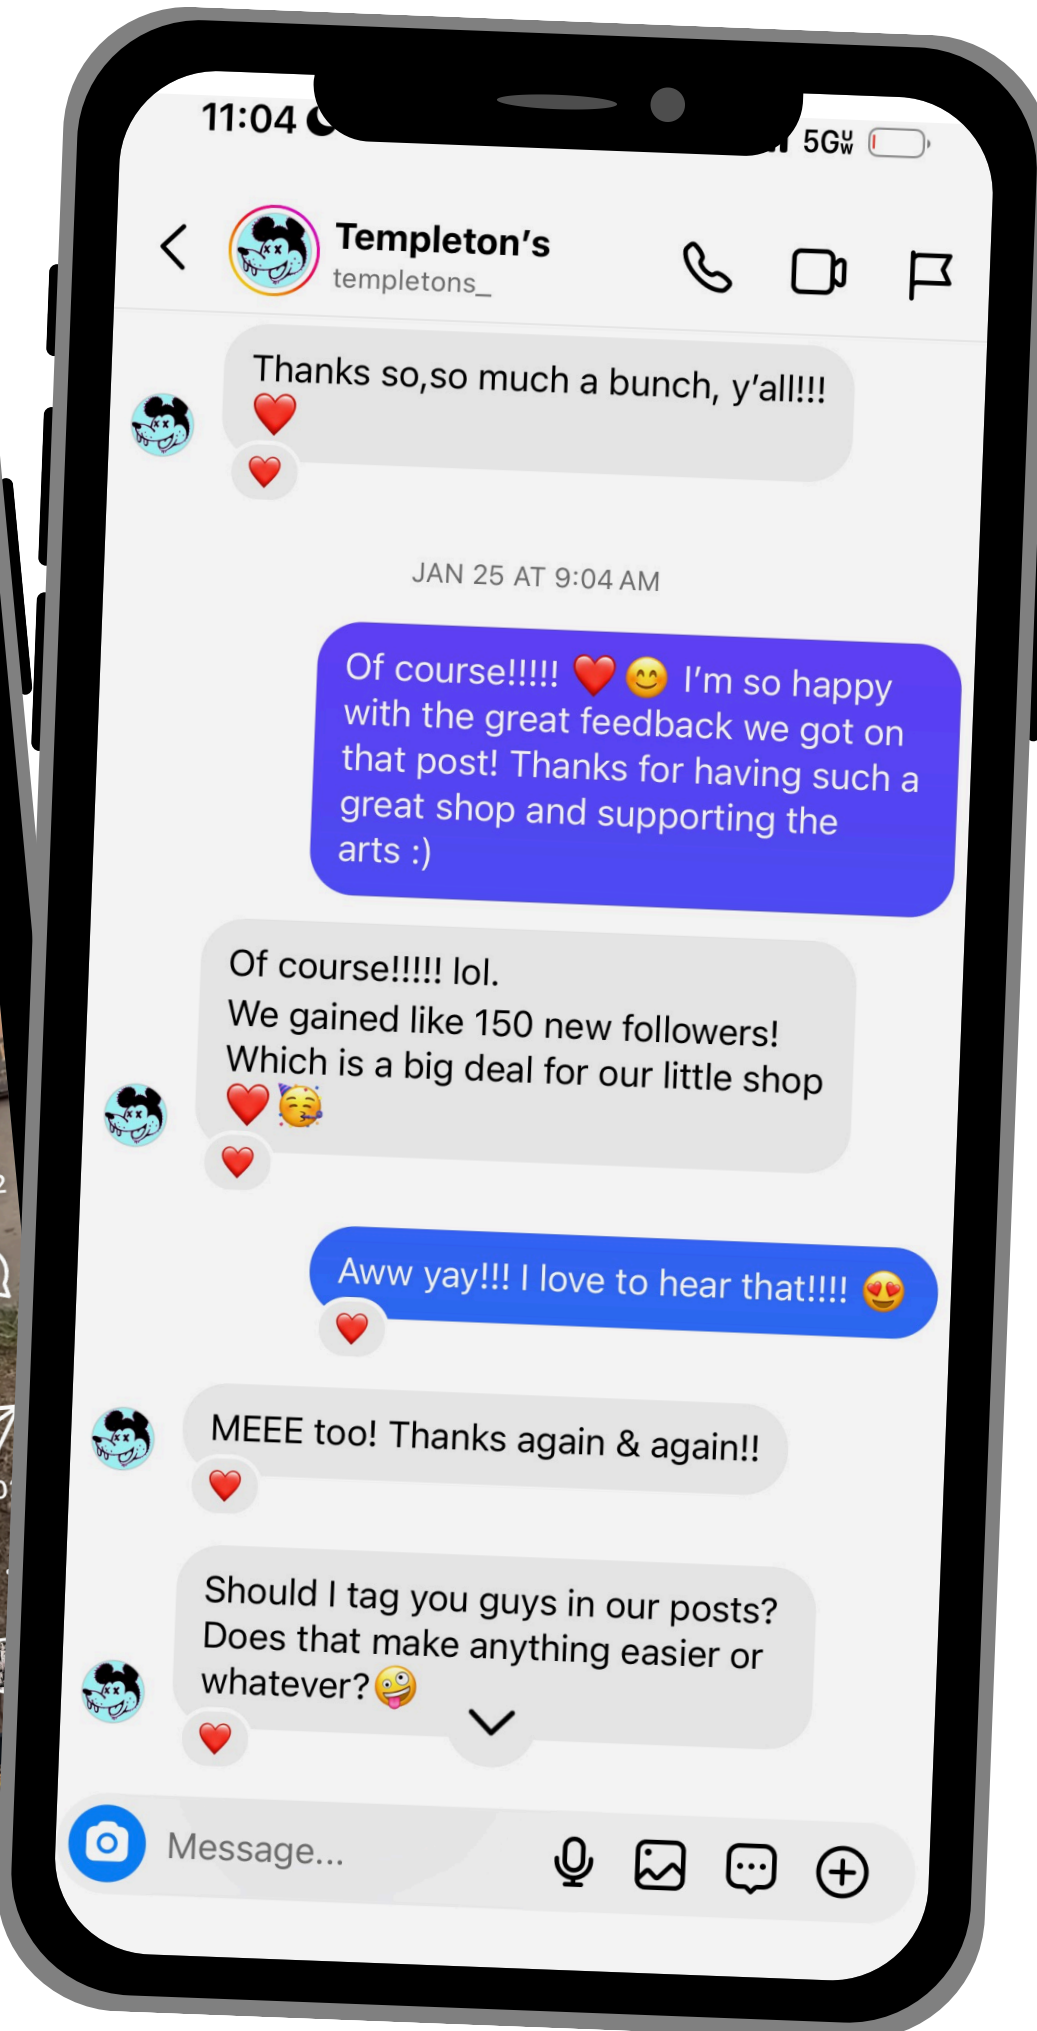 11:04
5GUW
Templeton's
templetons_
Thanks so,so much a bunch, y'all!!!
❤️
❤️
JAN 25 AT 9:04 AM
Of course!!!!! ❤️😊 I'm so happy
with the great feedback we got on
that post! Thanks for having such a
great shop and supporting the
arts :)
Of course!!!!! lol.
We gained like 150 new followers!
Which is a big deal for our little shop
❤️🥳
❤️
Aww yay!!! I love to hear that!!!! 😍
❤️
MEEE too! Thanks again & again!!
❤️
Should I tag you guys in our posts?
Does that make anything easier or
whatever?🤪
❤️
Message...